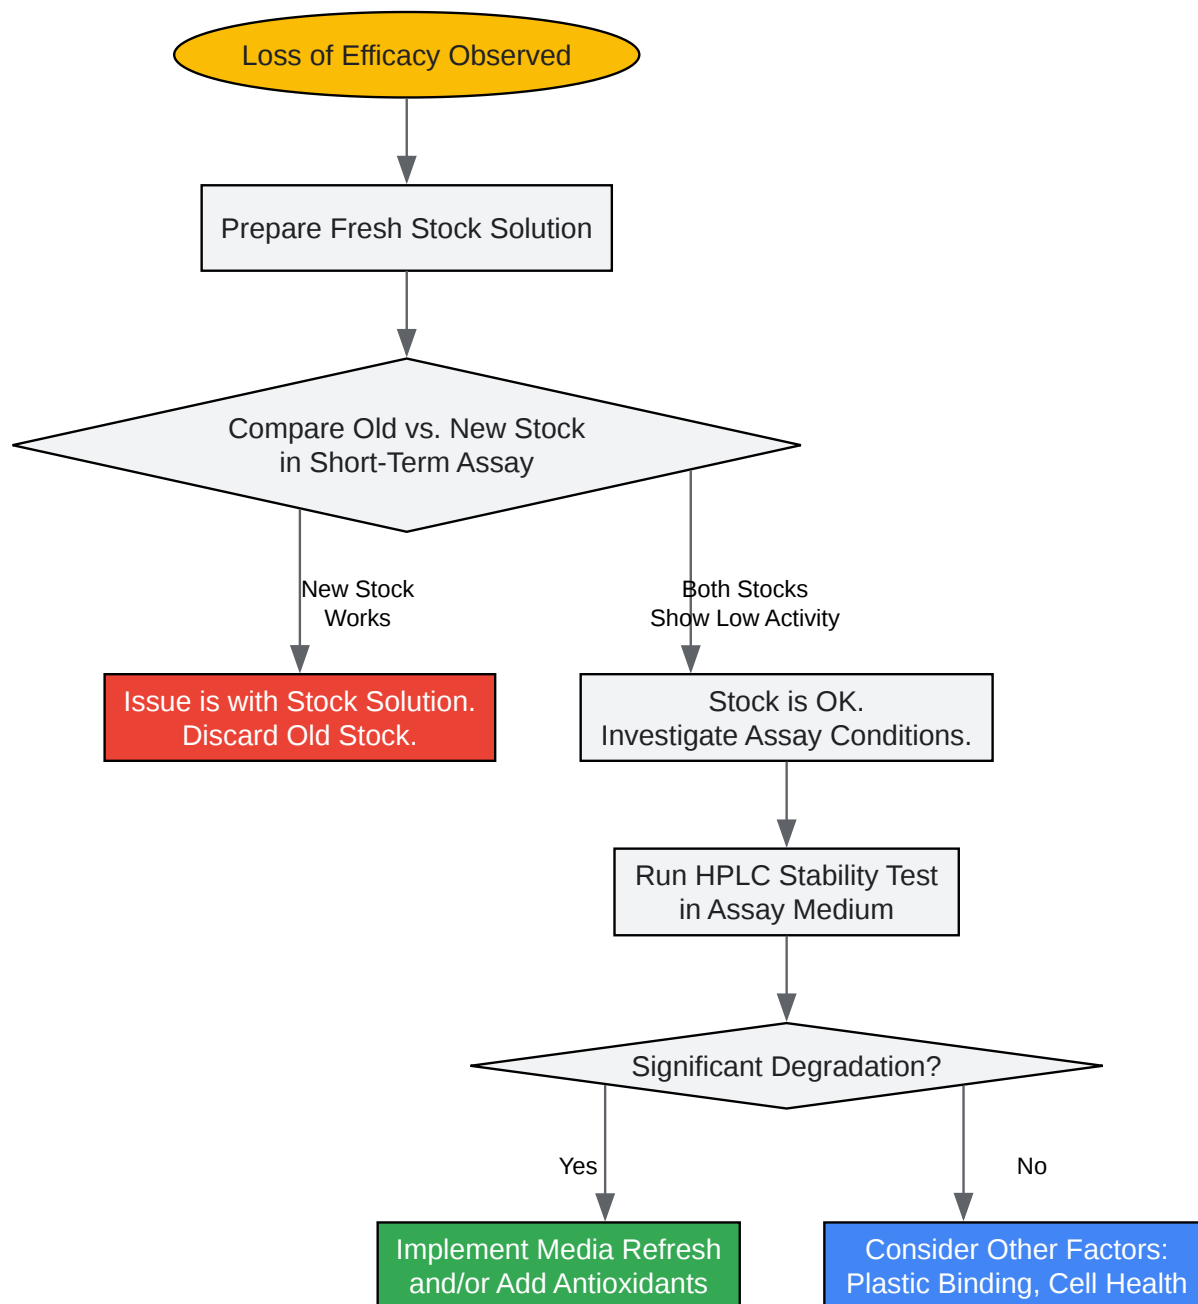 Loss of Efficacy Observed
Prepare Fresh Stock Solution
Compare Old vs. New Stock
in Short-Term Assay
New Stock
Works
Both Stocks
Show Low Activity
Issue is with Stock Solution.
Discard Old Stock.
Stock is OK.
Investigate Assay Conditions.
Run HPLC Stability Test
in Assay Medium
Significant Degradation?
Yes
No
Implement Media Refresh
and/or Add Antioxidants
Consider Other Factors:
Plastic Binding, Cell Health